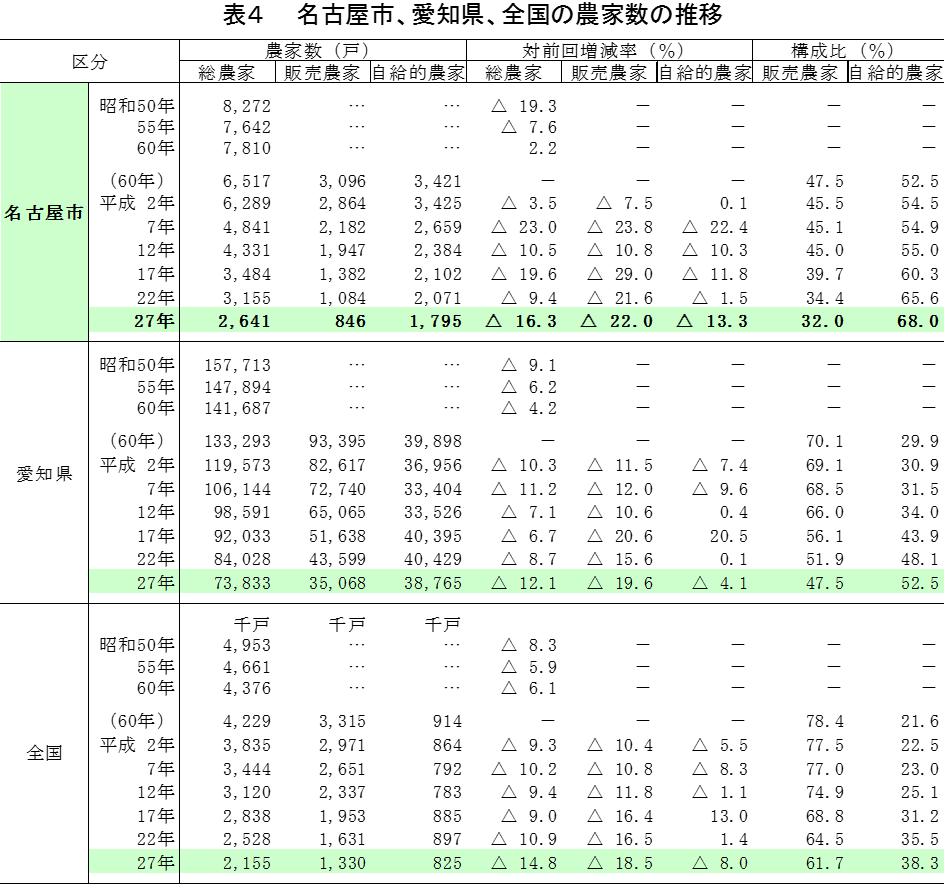 表4　名古屋市、愛知県、全国の農家数の推移
区分 農家数（戸） 対前回増減率（%） 構成比（%）
総農家 販売農家 自給的農家 総農家 販売農家 自給的農家 販売農家 自給的農家
昭和50年 8,272 … … △ 19.3 － － － －
55年 7,642 … … △ 7.6 － － － －
60年 7,810 … … 2.2 － － － －
（60年） 6,517 3,096 3,421 － － － 47.5 52.5
平成 2年 6,289 2,864 3,425 △ 3.5 △ 7.5 0.1 45.5 54.5
名古屋市
7年 4,841 2,182 2,659 △ 23.0 △ 23.8 △ 22.4 45.1 54.9
12年 4,331 1,947 2,384 △ 10.5 △ 10.8 △ 10.3 45.0 55.0
17年 3,484 1,382 2,102 △ 19.6 △ 29.0 △ 11.8 39.7 60.3
22年 3,155 1,084 2,071 △ 9.4 △ 21.6 △ 1.5 34.4 65.6
27年 2,641 846 1,795 △ 16.3 △ 22.0 △ 13.3 32.0 68.0
昭和50年 157,713 … … △ 9.1 － － － －
55年 147,894 … … △ 6.2 － － － －
60年 141,687 … … △ 4.2 － － － －
（60年） 133,293 93,395 39,898 － － － 70.1 29.9
平成 2年 119,573 82,617 36,956 △ 10.3 △ 11.5 △ 7.4 69.1 30.9
愛知県
7年 106,144 72,740 33,404 △ 11.2 △ 12.0 △ 9.6 68.5 31.5
12年 98,591 65,065 33,526 △ 7.1 △ 10.6 0.4 66.0 34.0
17年 92,033 51,638 40,395 △ 6.7 △ 20.6 20.5 56.1 43.9
22年 84,028 43,599 40,429 △ 8.7 △ 15.6 0.1 51.9 48.1
27年 73,833 35,068 38,765 △ 12.1 △ 19.6 △ 4.1 47.5 52.5
千戸 千戸 千戸
昭和50年 4,953 … … △ 8.3 － － － －
55年 4,661 … … △ 5.9 － － － －
60年 4,376 … … △ 6.1 － － － －
（60年） 4,229 3,315 914 － － － 78.4 21.6
平成 2年 3,835 2,971 864 △ 9.3 △ 10.4 △ 5.5 77.5 22.5
全国
7年 3,444 2,651 792 △ 10.2 △ 10.8 △ 8.3 77.0 23.0
12年 3,120 2,337 783 △ 9.4 △ 11.8 △ 1.1 74.9 25.1
17年 2,838 1,953 885 △ 9.0 △ 16.4 13.0 68.8 31.2
22年 2,528 1,631 897 △ 10.9 △ 16.5 1.4 64.5 35.5
27年 2,155 1,330 825 △ 14.8 △ 18.5 △ 8.0 61.7 38.3